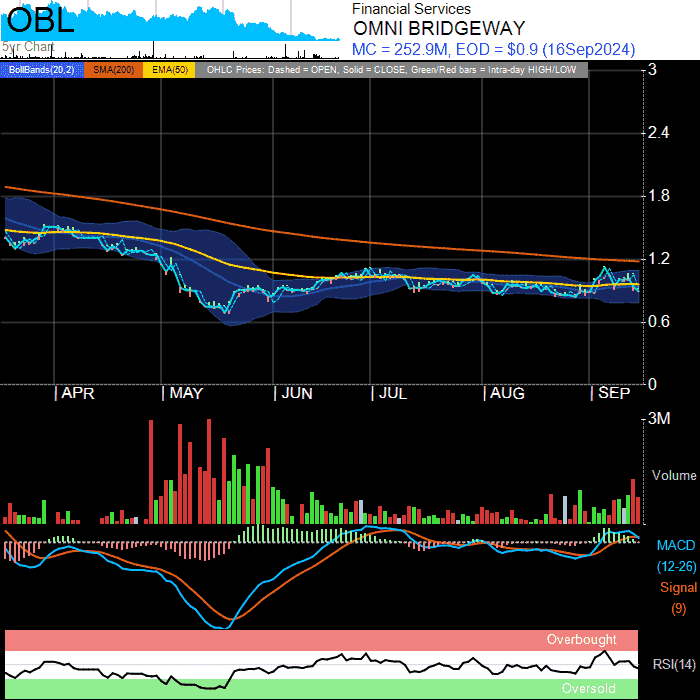 OBL
5yr Chart
Financial Services
OMNI BRIDGEWAY
MC = 252.9M, EOD = $0.9 (16Sep2024)
BollBands(20,2) SMA(200) EMA(50) OHLC Prices: Dashed = OPEN, Solid = CLOSE, Green/Red bars = Intra-day HIGH/LOW
3
2.4
1.8
1.2
0.6
0
APR MAY JUN JUL AUG SEP
3M
Volume
MACD
(12-26)
Signal
(9)
Overbought
RSI(14)
Oversold